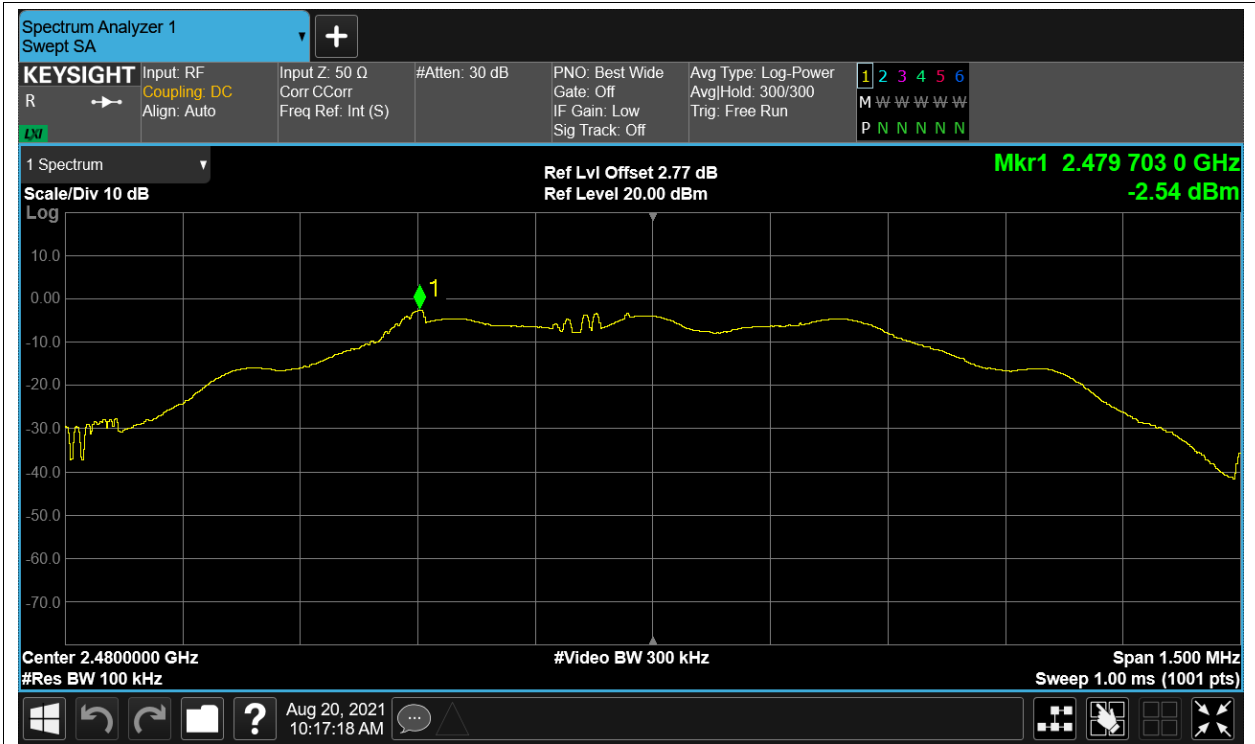 Spectrum Analyzer 1
Swept SA
KEYSIGHT
R
LXI
Input: RF
Coupling: DC
Align: Auto
Input Z: 50 Ω
Corr CCorr
Freq Ref: Int (S)
#Atten: 30 dB
PNO: Best Wide
Gate: Off
IF Gain: Low
Sig Track: Off
Avg Type: Log-Power
Avg|Hold: 300/300
Trig: Free Run
1 2 3 4 5 6
M W W W W W
P N N N N N
1 Spectrum
Scale/Div 10 dB
Log
Ref Lvl Offset 2.77 dB
Ref Level 20.00 dBm
Mkr1 2.479 703 0 GHz
-2.54 dBm
1
10.0
0.00
-10.0
-20.0
-30.0
-40.0
-50.0
-60.0
-70.0
Center 2.4800000 GHz
#Res BW 100 kHz
#Video BW 300 kHz
Span 1.500 MHz
Sweep 1.00 ms (1001 pts)
?
Aug 20, 2021
10:17:18 AM